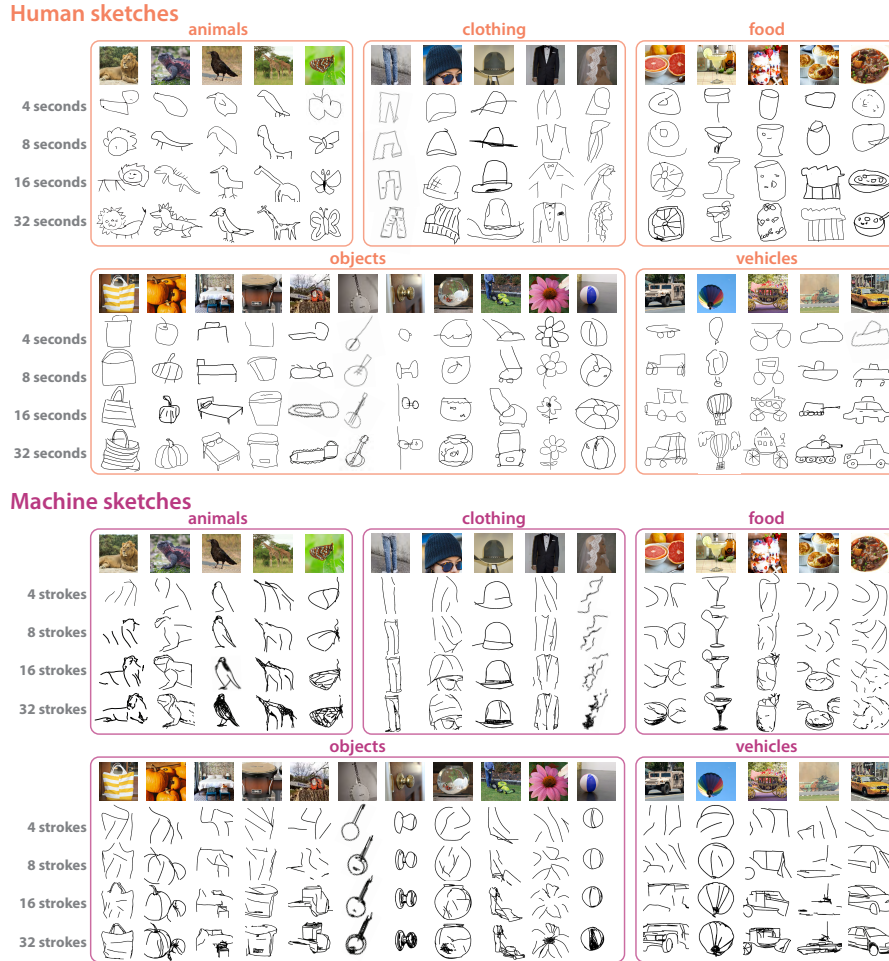 Human sketches
animals clothing food
4 seconds
8 seconds
16 seconds
32 seconds
objects vehicles
4 seconds
8 seconds
16 seconds
32 seconds
Machine sketches
animals clothing food
4 strokes
8 strokes
16 strokes
32 strokes
objects vehicles
4 strokes
8 strokes
16 strokes
32 strokes